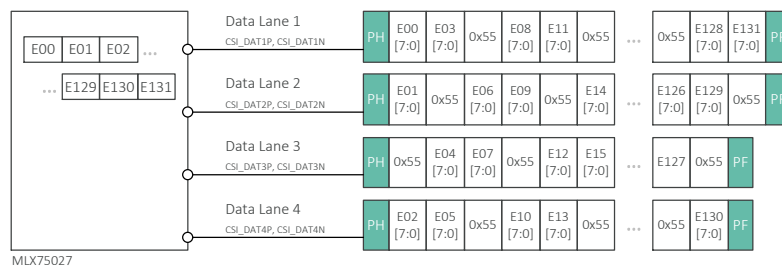 Data Lane 1
CSI_DAT1P, CSI_DAT1N
PH E00 [7:0] E03 [7:0] 0x55 E08 [7:0] E11 [7:0] 0x55 ... 0x55 E128 [7:0] E131 [7:0] PF
E00 E01 E02 ...
... E129 E130 E131
Data Lane 2
CSI_DAT2P, CSI_DAT2N
PH E01 [7:0] 0x55 E06 [7:0] E09 [7:0] 0x55 E14 [7:0] ... E126 [7:0] E129 [7:0] 0x55 PF
Data Lane 3
CSI_DAT3P, CSI_DAT3N
PH 0x55 E04 [7:0] E07 [7:0] 0x55 E12 [7:0] E15 [7:0] ... E127 0x55 PF
Data Lane 4
CSI_DAT4P, CSI_DAT4N
PH E02 [7:0] E05 [7:0] 0x55 E10 [7:0] E13 [7:0] 0x55 ... 0x55 E130 [7:0] PF
MLX75027